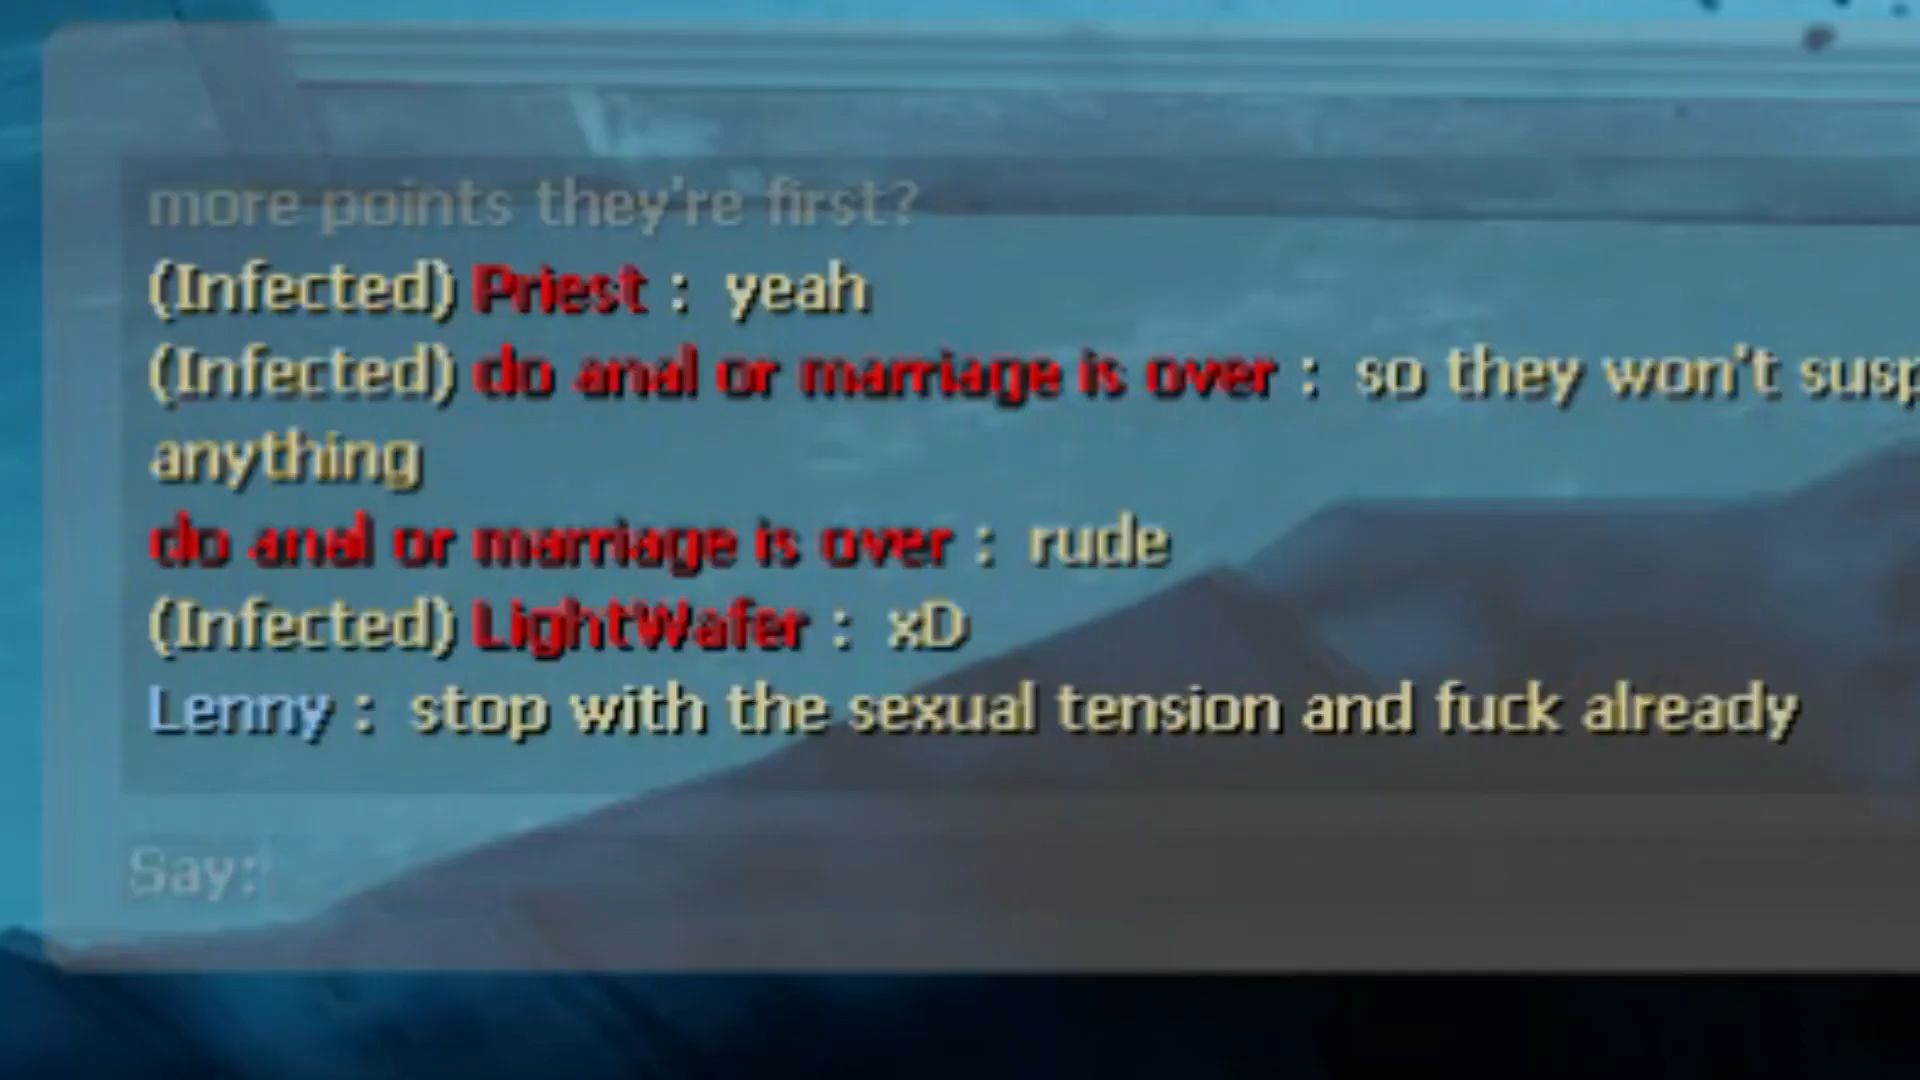 more points they're first?
(Infected) Priest :  yeah
(Infected) do anal or marriage is over :  so they won't susp
anything
do anal or marriage is over :  rude
(Infected) LightWafer :  xD
Lenny :  stop with the sexual tension and fuck already
Say: